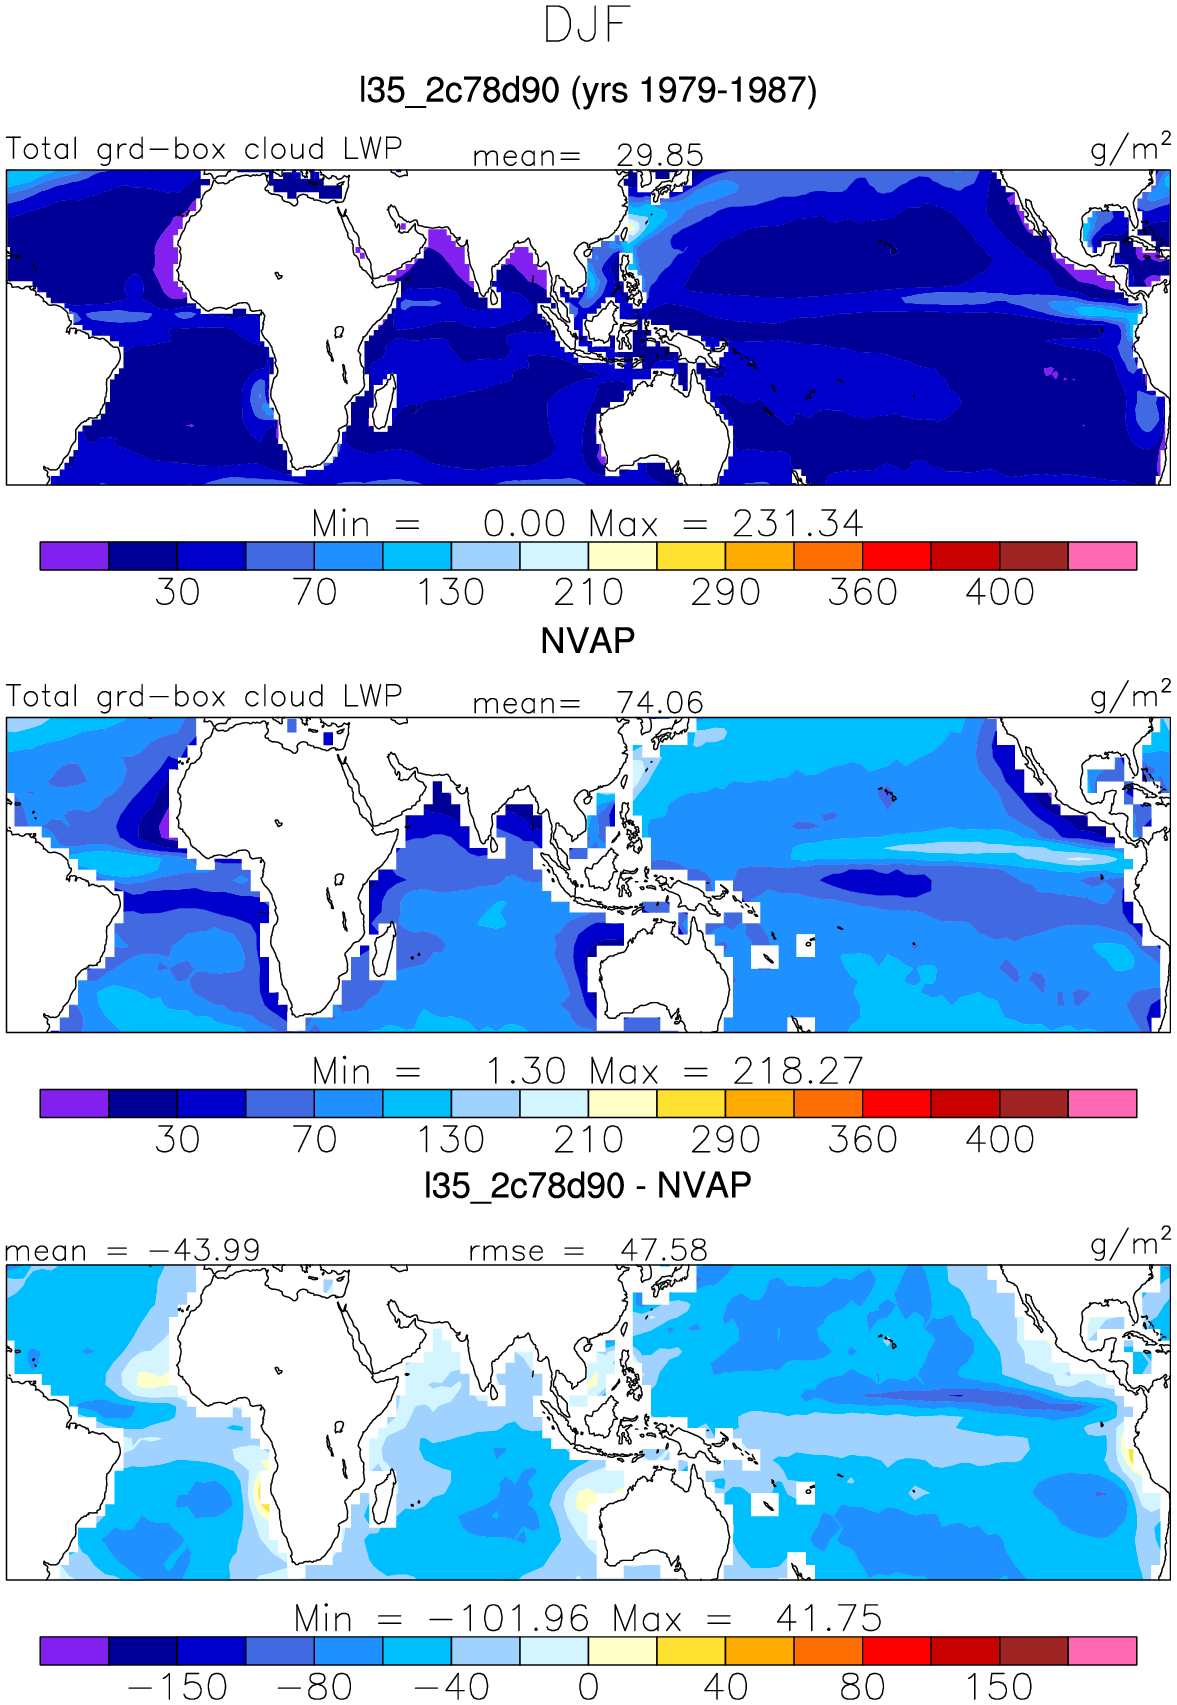 DJF
l35_2c78d90 (yrs 1979-1987)
Total grd-box cloud LWP mean= 29.85 g/m²
Min = 0.00 Max = 231.34
30 70 130 210 290 360 400
NVAP
Total grd-box cloud LWP mean= 74.06 g/m²
Min = 1.30 Max = 218.27
30 70 130 210 290 360 400
l35_2c78d90 - NVAP
mean = -43.99 rmse = 47.58 g/m²
Min = -101.96 Max = 41.75
-150 -80 -40 0 40 80 150